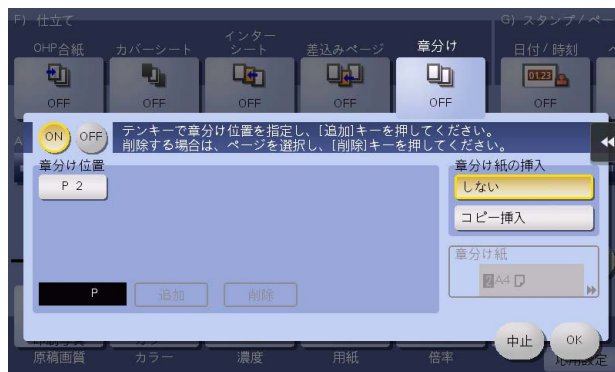 F) 仕立て
G) スタンプ / ペー
OHP合紙
カバーシート
インター
シート
差込みページ
章分け
日付 / 時刻
01.23
OFF
OFF
OFF
OFF
OFF
OFF
ON
OFF
テンキーで章分け位置を指定し、[追加]キーを押してください。
削除する場合は、ページを選択し、[削除]キーを押してください。
章分け位置
P 2
章分け紙の挿入
しない
コピー挿入
章分け紙
2 A4
P
追加
削除
中止
OK
原稿画質
カラー
濃度
用紙
倍率
応用設定